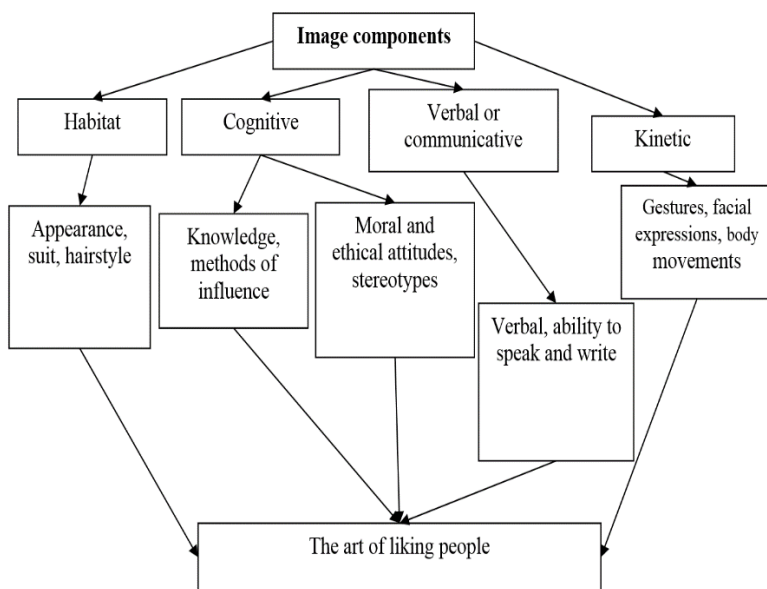 Image components
Habitat
Cognitive
Verbal or
communicative
Kinetic
Appearance,
suit, hairstyle
Knowledge,
methods of
influence
Moral and
ethical attitudes,
stereotypes
Verbal, ability to
speak and write
Gestures, facial
expressions, body
movements
The art of liking people